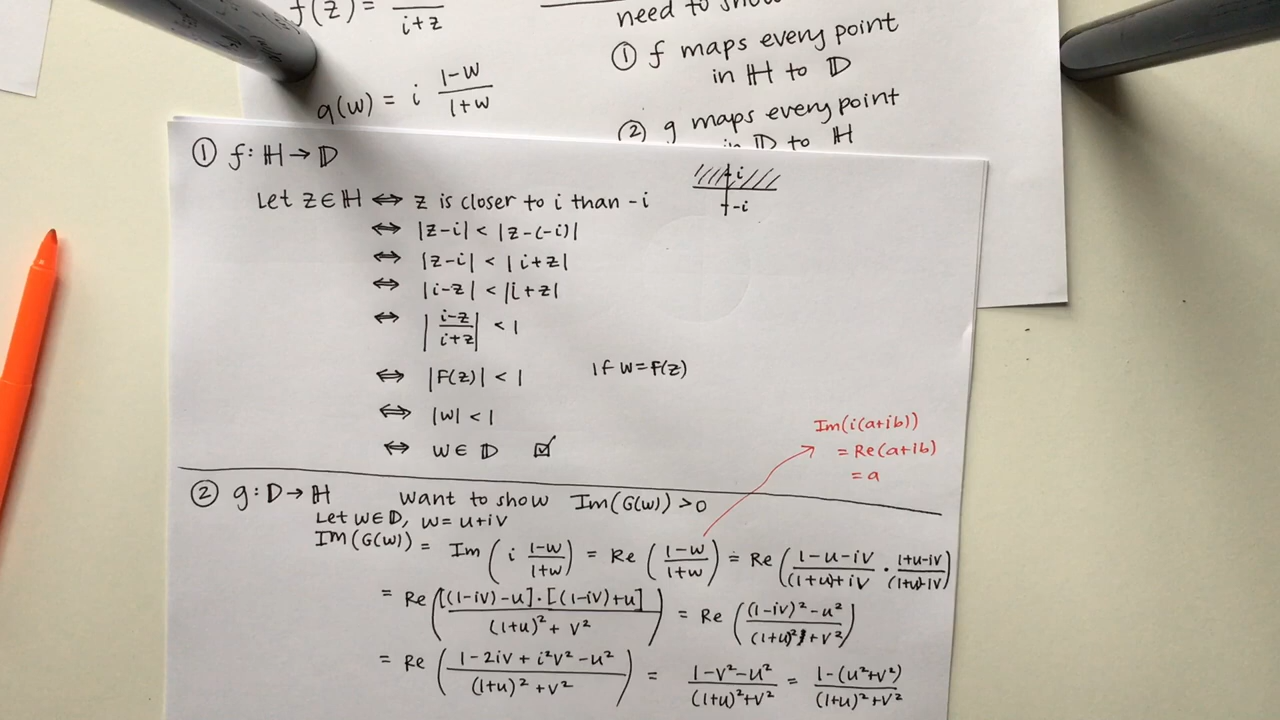 f(z) = —— / i+z
need to show
g(w) = i (1-w)/(1+w)
① f maps every point
in ℍ to 𝔻
② g maps every point
in 𝔻 to ℍ
① f: ℍ → 𝔻
i
-i
Let z ∈ ℍ ⟺ z is closer to i than -i
⟺ |z-i| < |z-(-i)|
⟺ |z-i| < |i+z|
⟺ |i-z| < |i+z|
⟺ |(i-z)/(i+z)| < 1
⟺ |F(z)| < 1 if w=F(z)
⟺ |w| < 1
⟺ w ∈ 𝔻 ☑
Im(i(a+ib))
= Re(a+ib)
= a
② g: D → ℍ want to show Im(G(w)) > 0
Let w ∈ 𝔻, w = u+iv
Im(G(w)) = Im(i (1-w)/(1+w)) = Re((1-w)/(1+w)) = Re((1-u-iv)/((1+u)+iv) · (1+u-iv)/((1+u)-iv))
= Re([(1-iv)-u]·[(1-iv)+u]/((1+u)²+v²)) = Re(((1-iv)²-u²)/((1+u)²+v²))
= Re((1-2iv+i²v²-u²)/((1+u)²+v²)) = (1-v²-u²)/((1+u)²+v²) = (1-(u²+v²))/((1+u)²+v²)